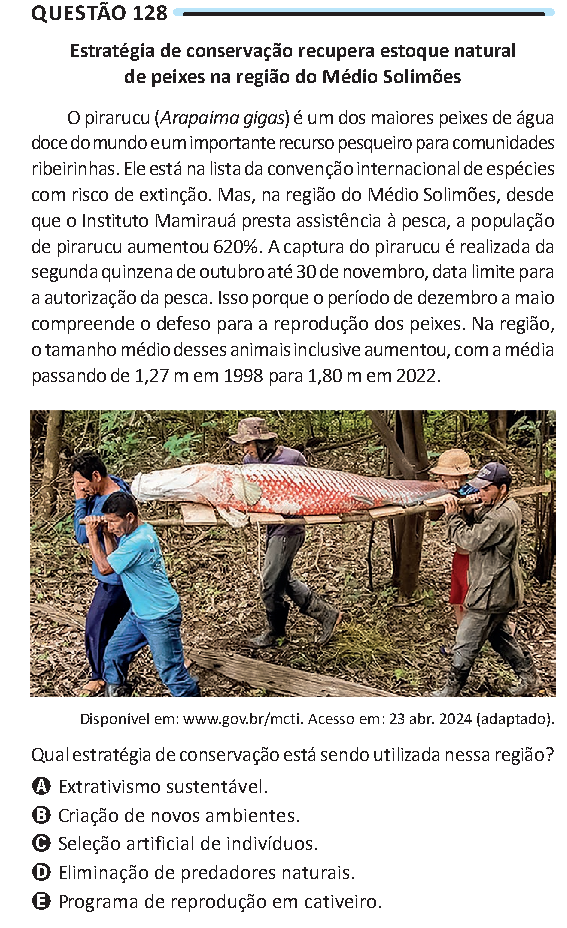 QUESTÃO 128
Estratégia de conservação recupera estoque natural
de peixes na região do Médio Solimões
O pirarucu (Arapaima gigas) é um dos maiores peixes de água
doce do mundo e um importante recurso pesqueiro para comunidades
ribeirinhas. Ele está na lista da convenção internacional de espécies
com risco de extinção. Mas, na região do Médio Solimões, desde
que o Instituto Mamirauá presta assistência à pesca, a população
de pirarucu aumentou 620%. A captura do pirarucu é realizada da
segunda quinzena de outubro até 30 de novembro, data limite para
a autorização da pesca. Isso porque o período de dezembro a maio
compreende o defeso para a reprodução dos peixes. Na região,
o tamanho médio desses animais inclusive aumentou, com a média
passando de 1,27 m em 1998 para 1,80 m em 2022.
Disponível em: www.gov.br/mcti. Acesso em: 23 abr. 2024 (adaptado).
Qual estratégia de conservação está sendo utilizada nessa região?
A Extrativismo sustentável.
B Criação de novos ambientes.
C Seleção artificial de indivíduos.
D Eliminação de predadores naturais.
E Programa de reprodução em cativeiro.